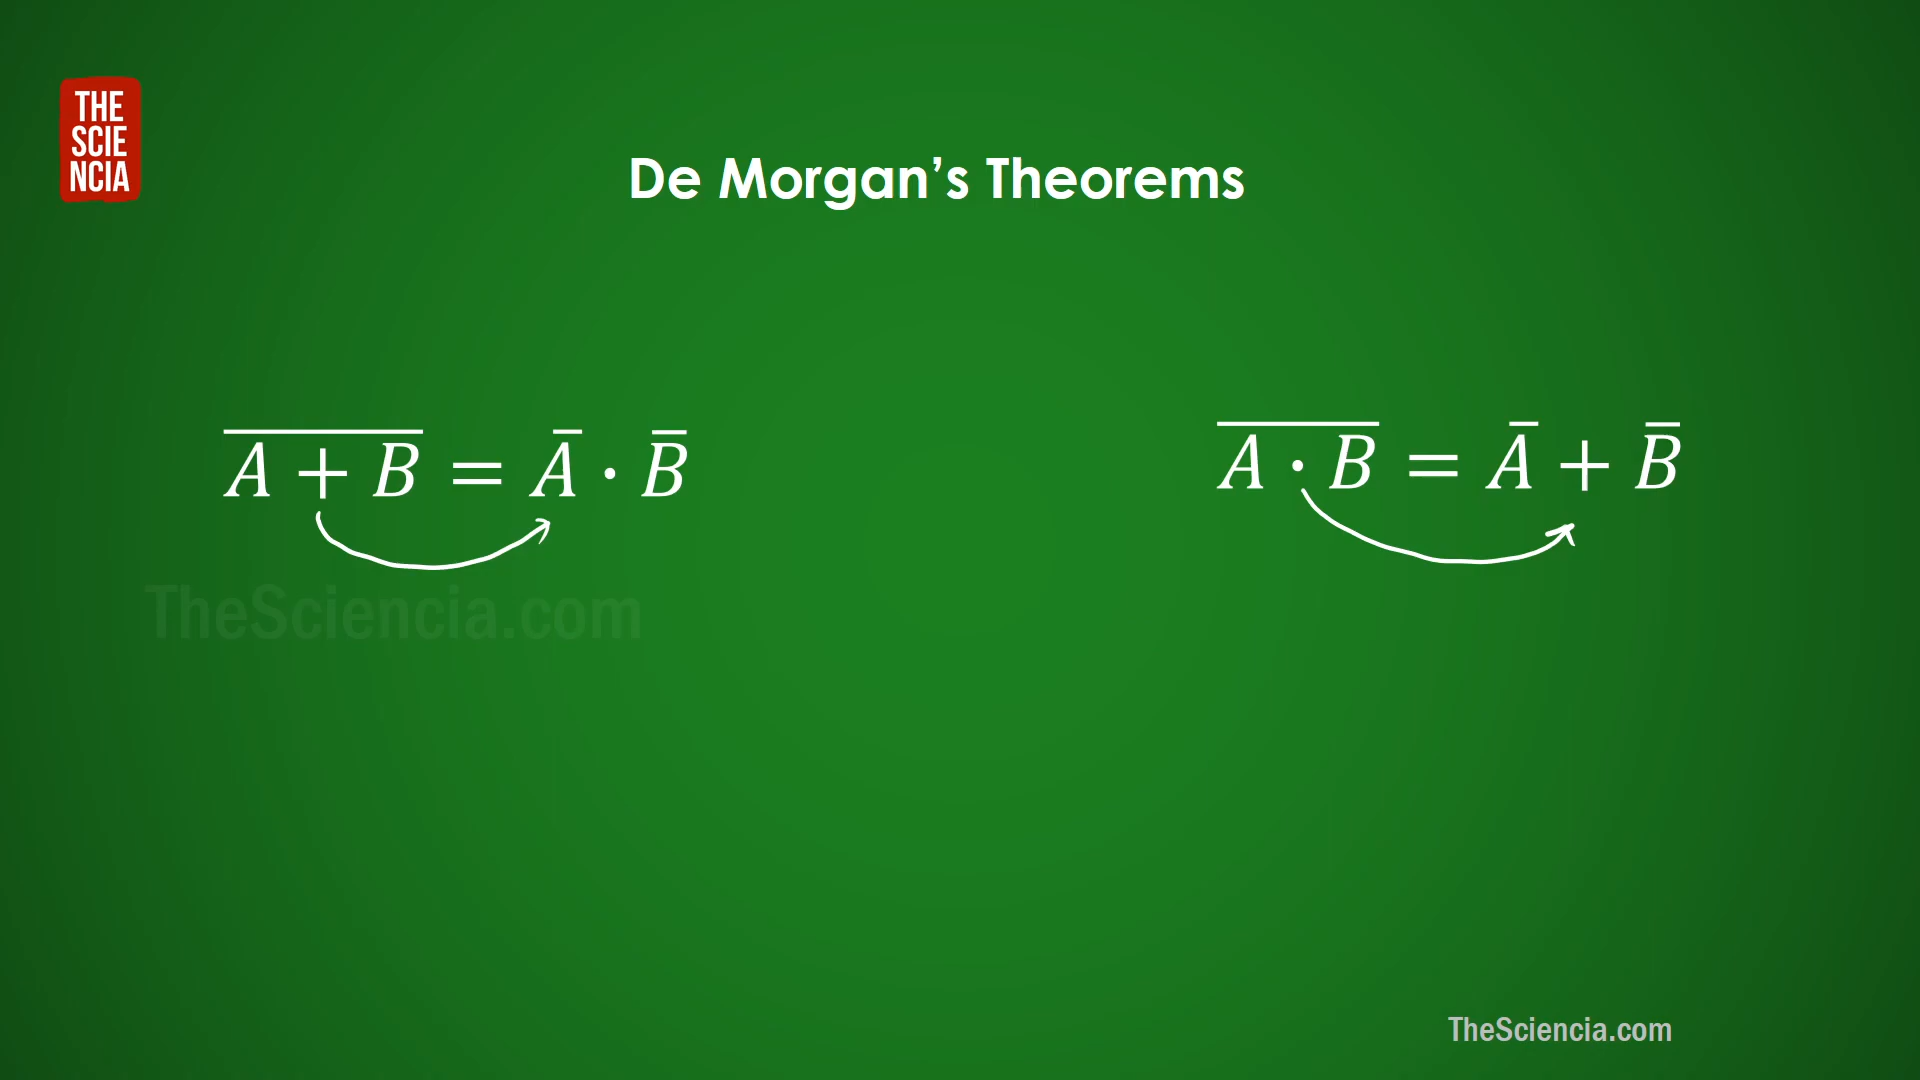 THE
SCIE
NCIA
De Morgan’s Theorems
A̅ ̅+̅ ̅B̅ = A̅ · B̅
A̅ ̅·̅ ̅B̅ = A̅ + B̅
TheSciencia.com
TheSciencia.com